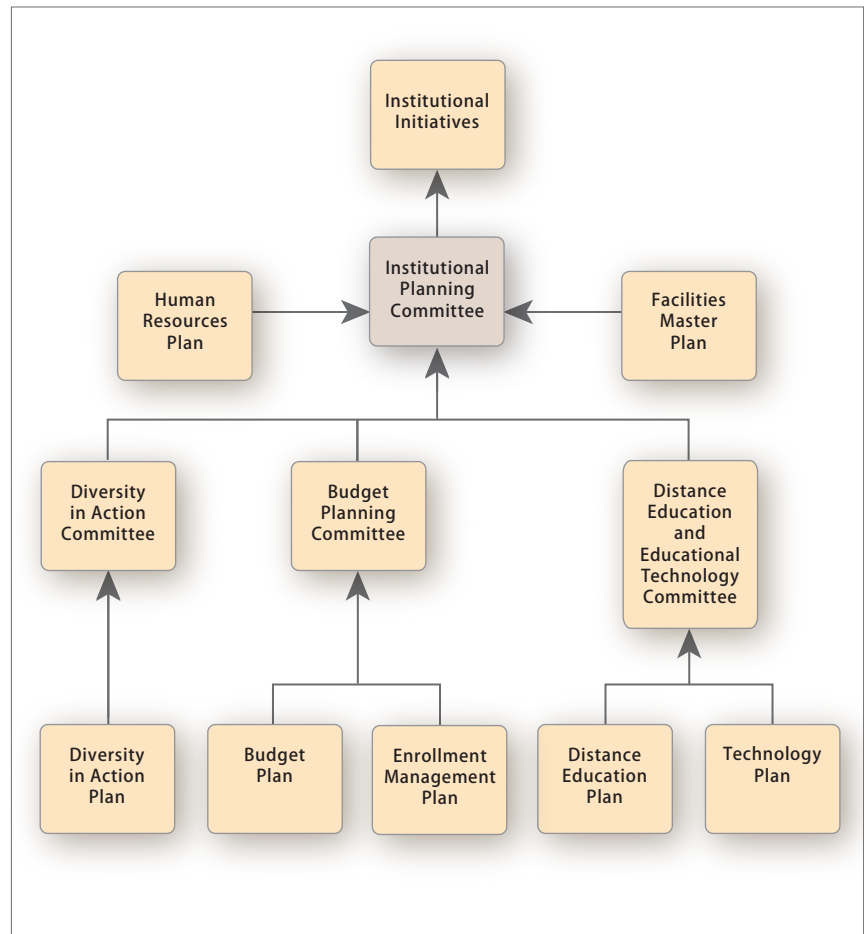 Institutional
Initiatives
Institutional
Planning
Committee
Human
Resources
Plan
Facilities
Master
Plan
Diversity
in Action
Committee
Budget
Planning
Committee
Distance
Education
and
Educational
Technology
Committee
Diversity
in Action
Plan
Budget
Plan
Enrollment
Management
Plan
Distance
Education
Plan
Technology
Plan